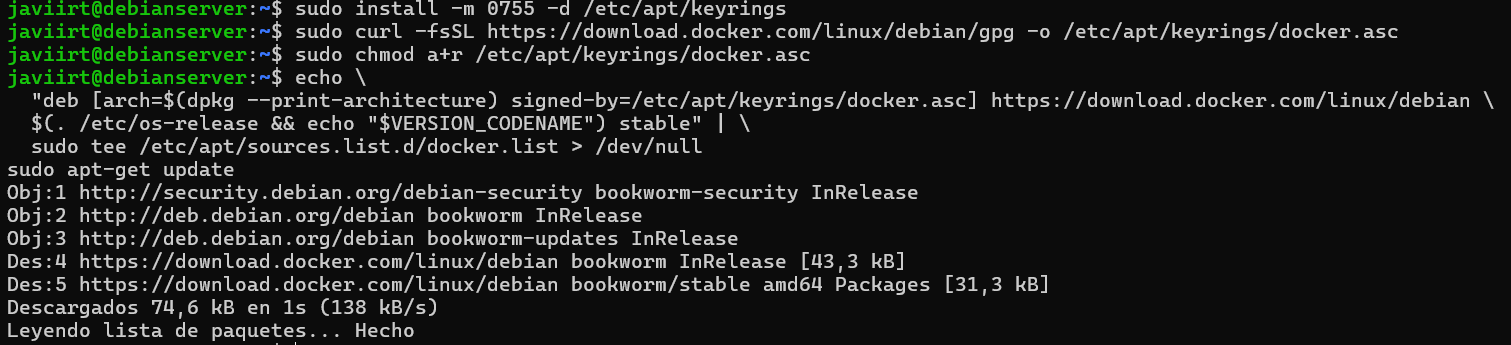 javiirt@debianserver:~$ sudo install -m 0755 -d /etc/apt/keyrings
javiirt@debianserver:~$ sudo curl -fsSL https://download.docker.com/linux/debian/gpg -o /etc/apt/keyrings/docker.asc
javiirt@debianserver:~$ sudo chmod a+r /etc/apt/keyrings/docker.asc
javiirt@debianserver:~$ echo \
  "deb [arch=$(dpkg --print-architecture) signed-by=/etc/apt/keyrings/docker.asc] https://download.docker.com/linux/debian \
  $(. /etc/os-release && echo "$VERSION_CODENAME") stable" | \
  sudo tee /etc/apt/sources.list.d/docker.list > /dev/null
sudo apt-get update
Obj:1 http://security.debian.org/debian-security bookworm-security InRelease
Obj:2 http://deb.debian.org/debian bookworm InRelease
Obj:3 http://deb.debian.org/debian bookworm-updates InRelease
Des:4 https://download.docker.com/linux/debian bookworm InRelease [43,3 kB]
Des:5 https://download.docker.com/linux/debian bookworm/stable amd64 Packages [31,3 kB]
Descargados 74,6 kB en 1s (138 kB/s)
Leyendo lista de paquetes... Hecho